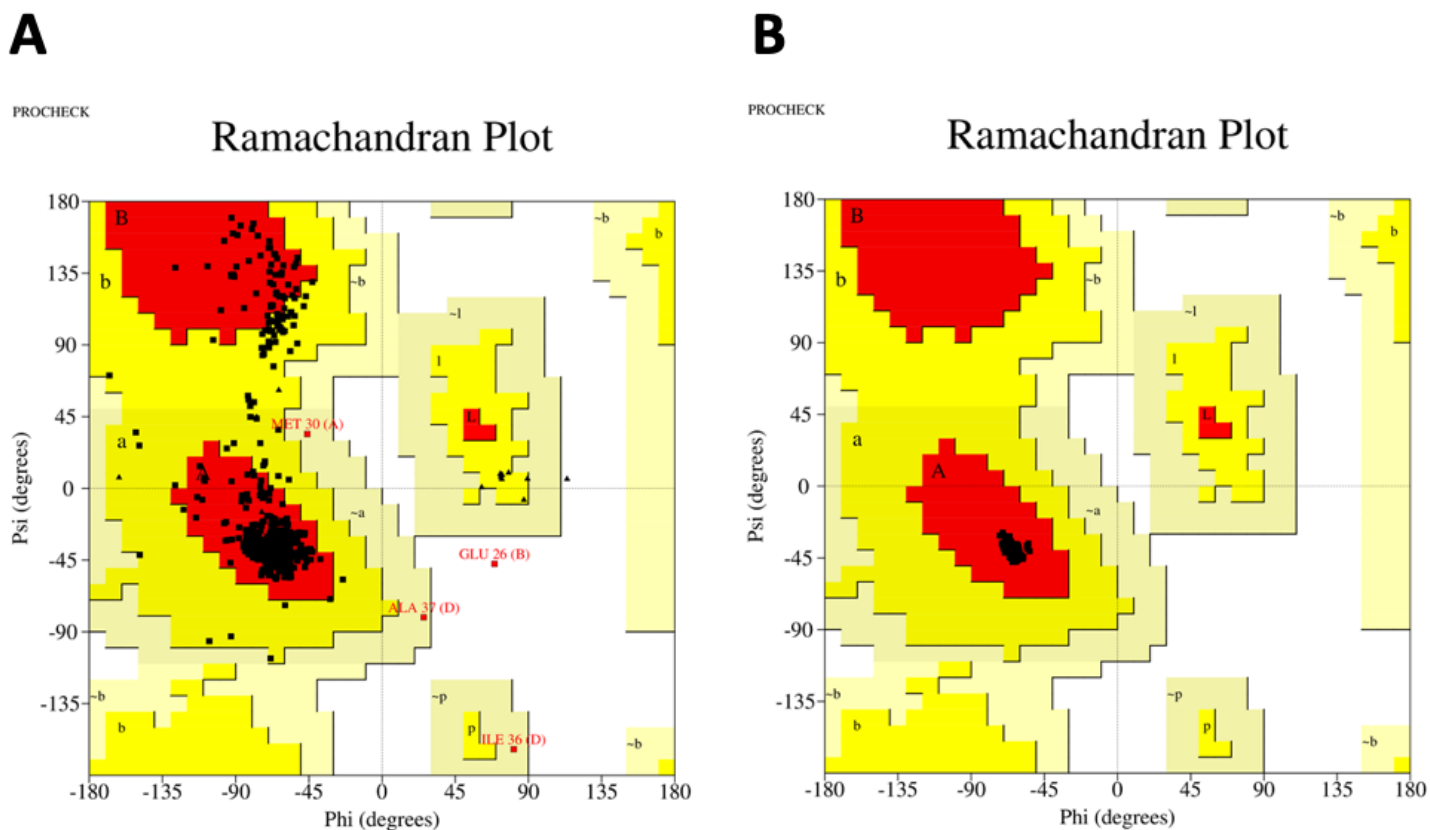 A
B
PROCHECK
Ramachandran Plot
B
~b
b
b
~b
~l
l
MET 30 (A)
L
a
A
~a
GLU 26 (B)
ALA 37 (D)
~b
~p
b
p
ILE 36 (D)
~b
180
135
90
45
0
-45
-90
-135
Psi (degrees)
-180
-135
-90
-45
0
45
90
135
180
Phi (degrees)
PROCHECK
Ramachandran Plot
B
~b
b
b
~b
~l
l
L
a
A
~a
~b
~p
b
p
~b
180
135
90
45
0
-45
-90
-135
Psi (degrees)
-180
-135
-90
-45
0
45
90
135
180
Phi (degrees)